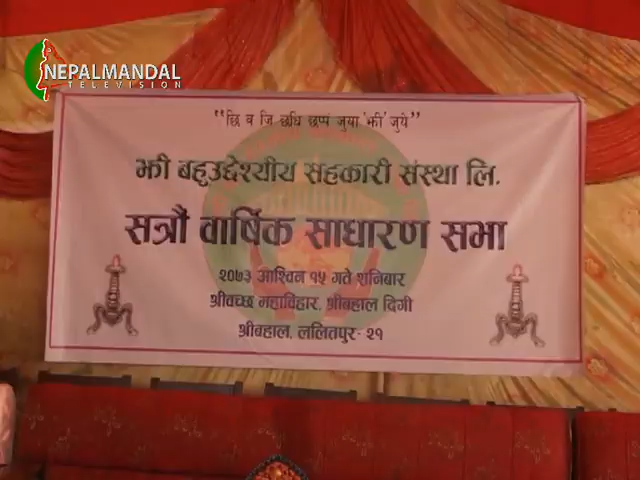 NEPALMANDAL
TELEVISION
"छि व जि छधि छप्पं जुया 'झी' जुये"
झी बहुउद्देश्यीय सहकारी संस्था लि.
सत्रौं वार्षिक साधारण सभा
२०७३ आश्विन १५ गते शनिबार
श्रीवच्छ महाविहार, श्रीबहाल दिगी
श्रीबहाल, ललितपुर- २१